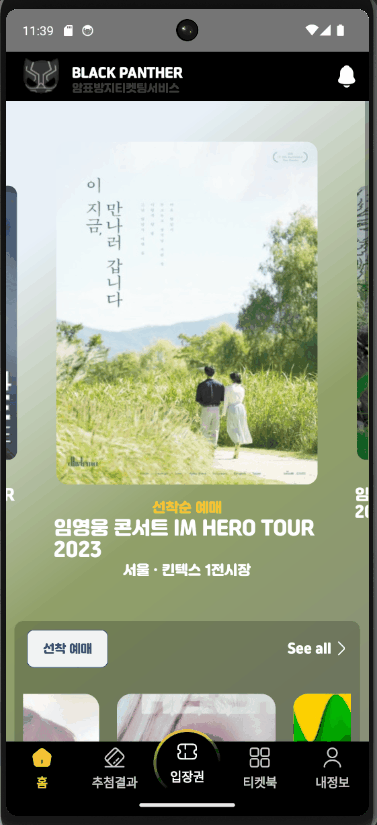 11:39
BLACK PANTHER
암표방지티켓팅서비스
이 지금,
만나러 갑니다
선착순 예매
임영웅 콘서트 IM HERO TOUR
2023
서울 · 킨텍스 1전시장
선착 예매
See all
홈
추첨결과
입장권
티켓북
내정보